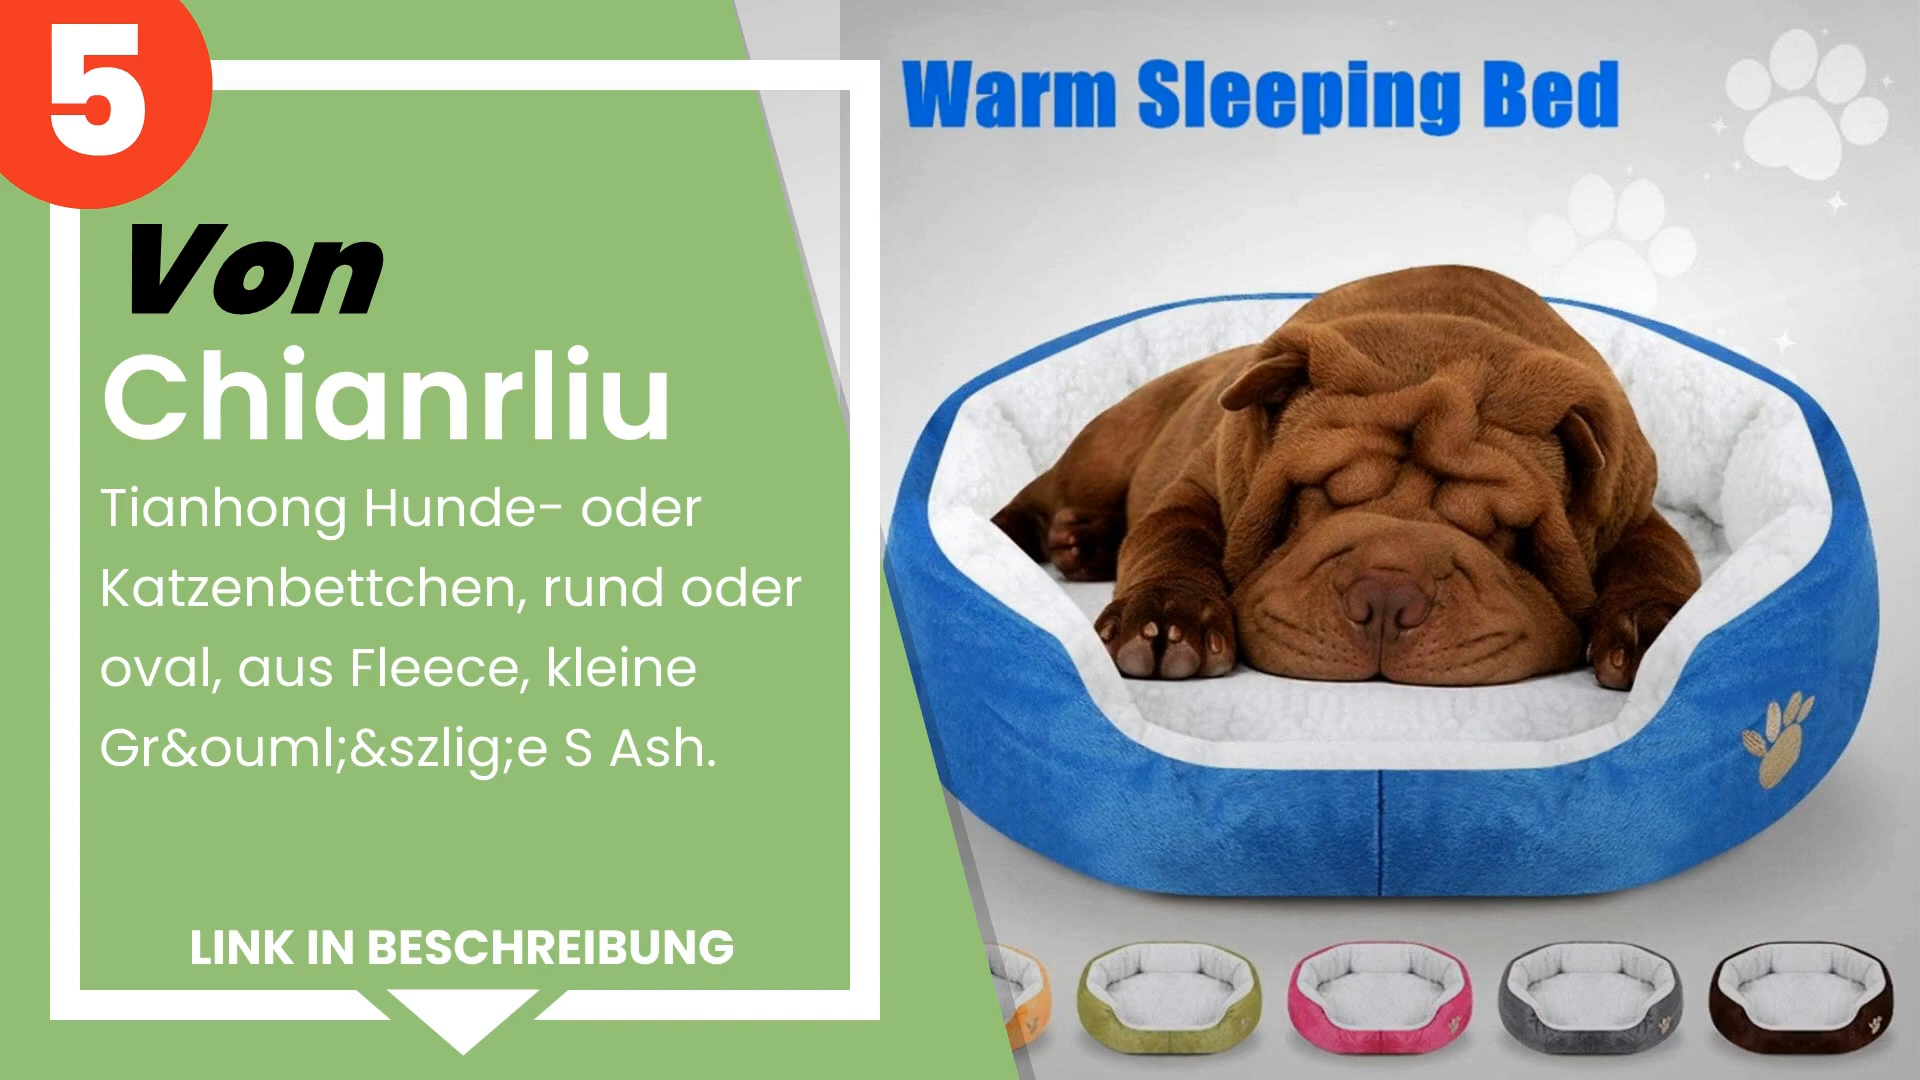 5
Von
Chianrliu
Tianhong Hunde- oder
Katzenbettchen, rund oder
oval, aus Fleece, kleine
Gr&ouml;&szlig;e S Ash.
LINK IN BESCHREIBUNG
Warm Sleeping Bed